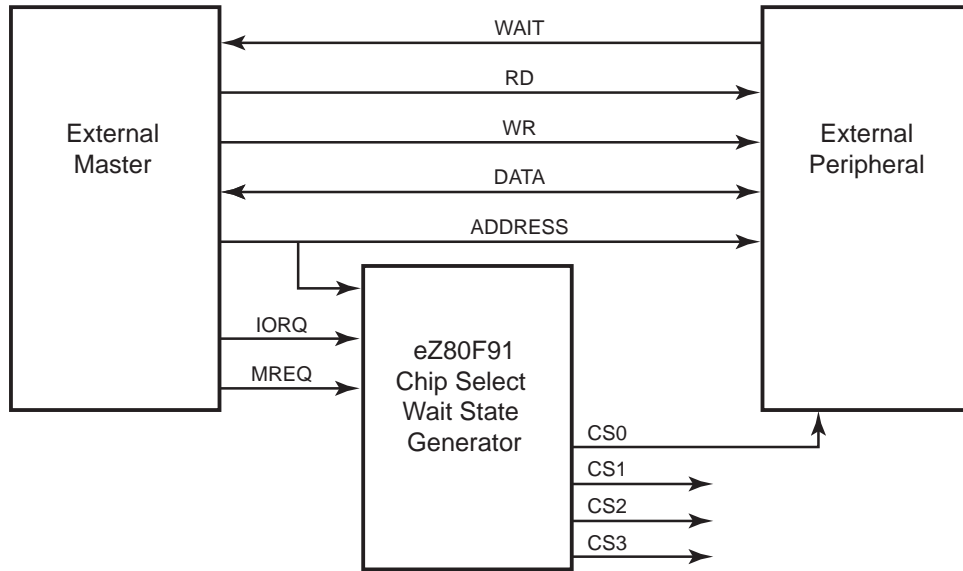 WAIT
RD
WR
DATA
ADDRESS
External
Master
External
Peripheral
IORQ
MREQ
eZ80F91
Chip Select
Wait State
Generator
CS0
CS1
CS2
CS3